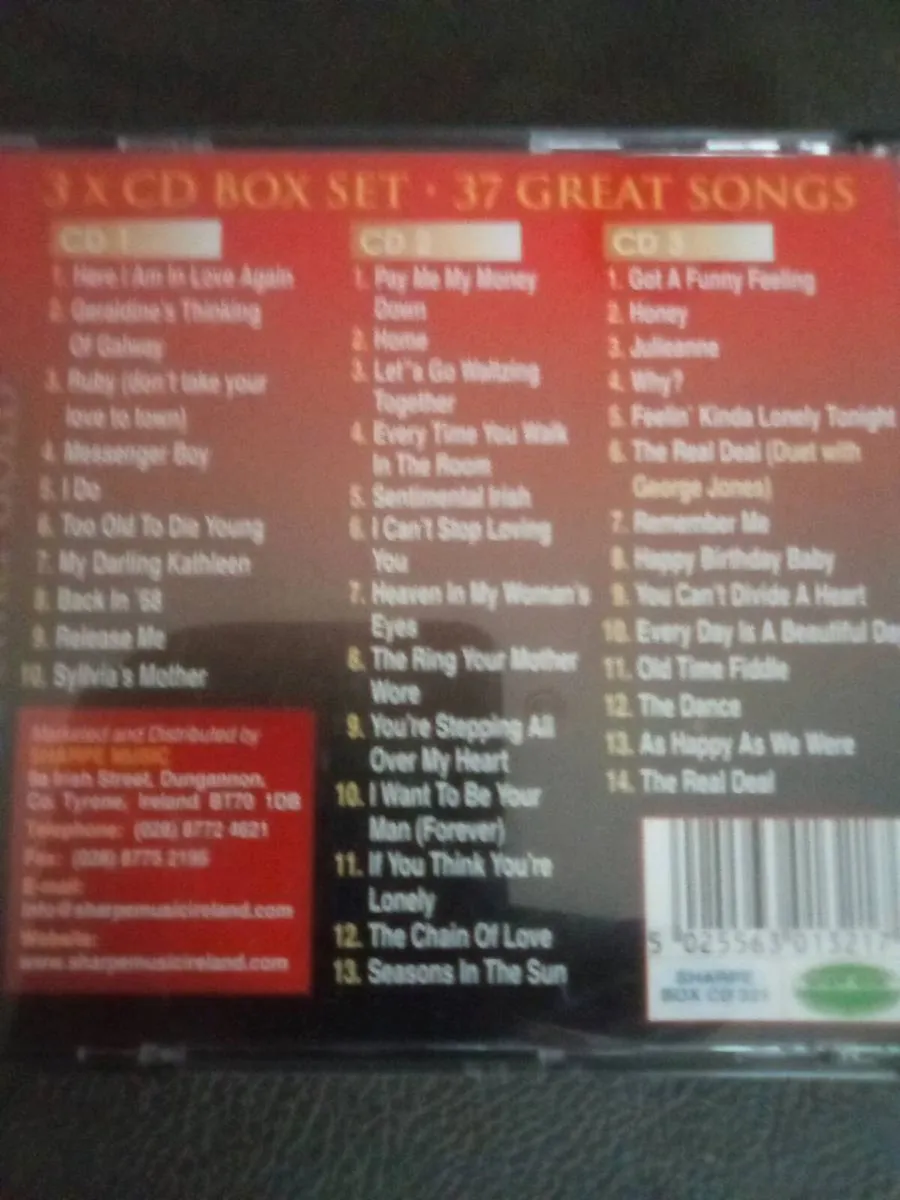 3 X CD BOX SET · 37 GREAT SONGS
CD 1
1. Here I Am In Love Again
2. Geraldine's Thinking
Of Galway
3. Ruby (don't take your
love to town)
4. Messenger Boy
5. I Do
6. Too Old To Die Young
7. My Darling Kathleen
8. Back In '58
9. Release Me
10. Syllvia's Mother
Marketed and Distributed by
SHARPE MUSIC
9a Irish Street, Dungannon,
Co. Tyrone, Ireland BT70 1DB
Telephone: (028) 8772 4621
Fax: (028) 8775 2195
E-mail:
info@sharpemusicireland.com
Website:
www.sharpemusicireland.com
CD 2
1. Pay Me My Money
Down
2. Home
3. Let"s Go Waltzing
Together
4. Every Time You Walk
In The Room
5. Sentimental Irish
6. I Can't Stop Loving
You
7. Heaven In My Woman's
Eyes
8. The Ring Your Mother
Wore
9. You're Stepping All
Over My Heart
10. I Want To Be Your
Man (Forever)
11. If You Think You're
Lonely
12. The Chain Of Love
13. Seasons In The Sun
CD 3
1. Got A Funny Feeling
2. Honey
3. Julieanne
4. Why?
5. Feelin' Kinda Lonely Tonight
6. The Real Deal (Duet with
George Jones)
7. Remember Me
8. Happy Birthday Baby
9. You Can't Divide A Heart
10. Every Day Is A Beautiful Da
11. Old Time Fiddle
12. The Dance
13. As Happy As We Were
14. The Real Deal
5 025563 013217
SHARPE
BOX CD 321